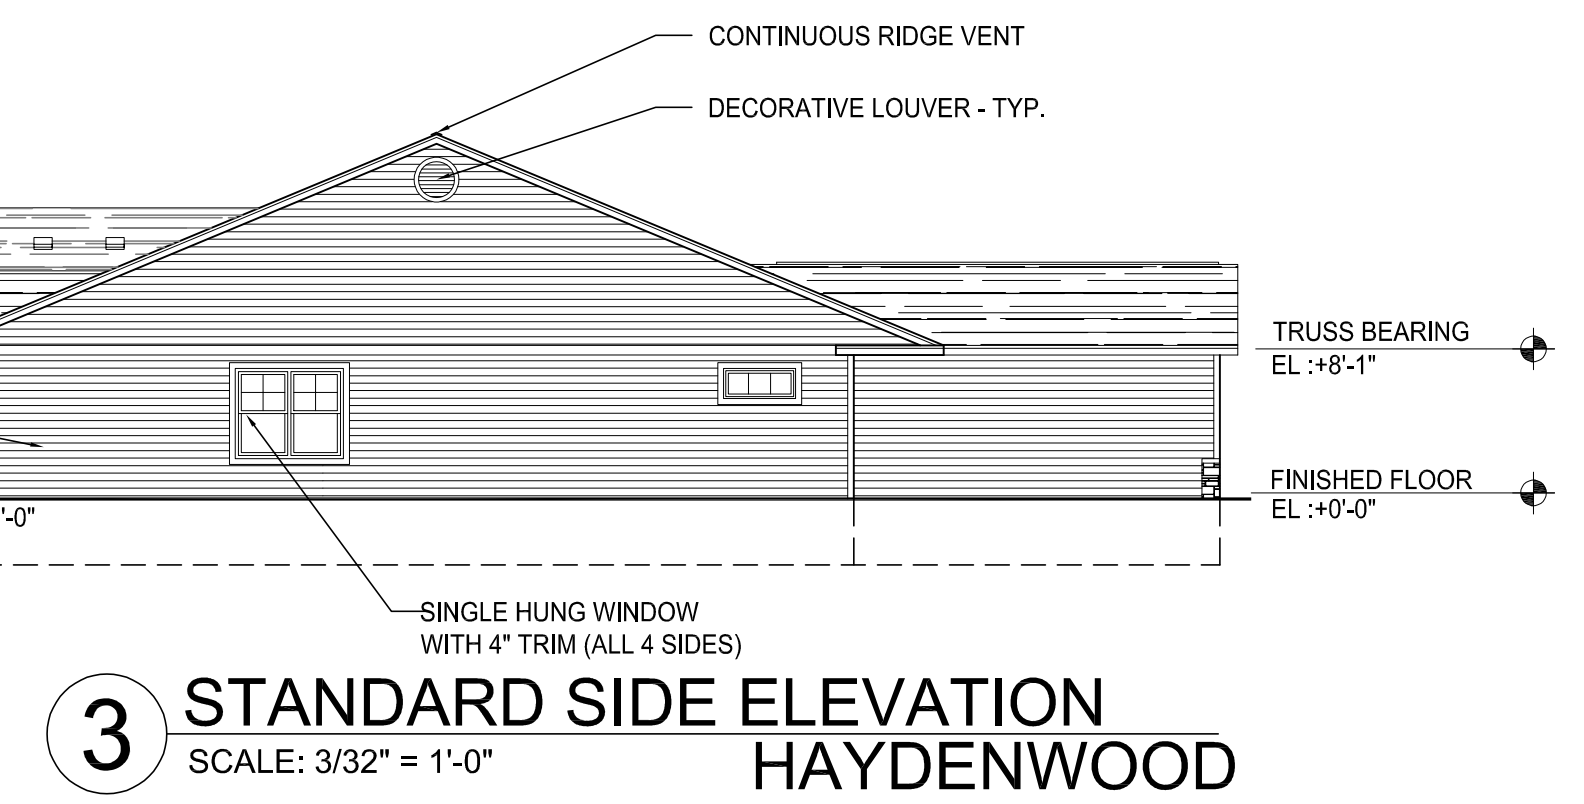 CONTINUOUS RIDGE VENT
DECORATIVE LOUVER - TYP.
TRUSS BEARING
EL :+8'-1"
FINISHED FLOOR
EL :+0'-0"
'-0"
SINGLE HUNG WINDOW
WITH 4" TRIM (ALL 4 SIDES)
3
STANDARD SIDE ELEVATION
SCALE: 3/32" = 1'-0"
HAYDENWOOD